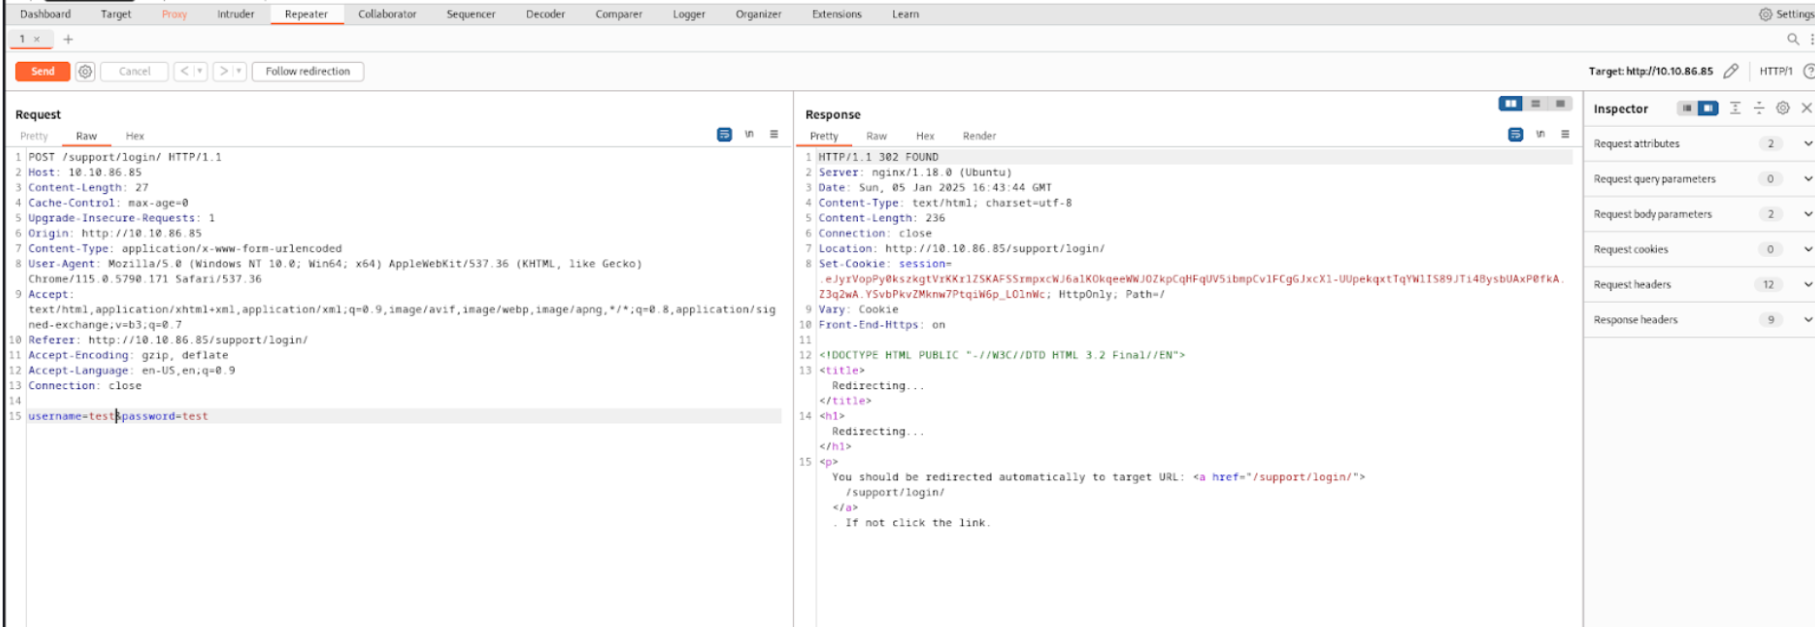 Dashboard Target Proxy Intruder Repeater Collaborator Sequencer Decoder Comparer Logger Organizer Extensions Learn Settings
1 × +
Send Cancel < > Follow redirection Target: http://10.10.86.85 HTTP/1
Request
Pretty Raw Hex
1 POST /support/login/ HTTP/1.1
2 Host: 10.10.86.85
3 Content-Length: 27
4 Cache-Control: max-age=0
5 Upgrade-Insecure-Requests: 1
6 Origin: http://10.10.86.85
7 Content-Type: application/x-www-form-urlencoded
8 User-Agent: Mozilla/5.0 (Windows NT 10.0; Win64; x64) AppleWebKit/537.36 (KHTML, like Gecko)
Chrome/115.0.5790.171 Safari/537.36
9 Accept:
text/html,application/xhtml+xml,application/xml;q=0.9,image/avif,image/webp,image/apng,*/*;q=0.8,application/sig
ned-exchange;v=b3;q=0.7
10 Referer: http://10.10.86.85/support/login/
11 Accept-Encoding: gzip, deflate
12 Accept-Language: en-US,en;q=0.9
13 Connection: close
14
15 username=test&password=test
Response
Pretty Raw Hex Render
1 HTTP/1.1 302 FOUND
2 Server: nginx/1.18.0 (Ubuntu)
3 Date: Sun, 05 Jan 2025 16:43:44 GMT
4 Content-Type: text/html; charset=utf-8
5 Content-Length: 236
6 Connection: close
7 Location: http://10.10.86.85/support/login/
8 Set-Cookie: session=
; HttpOnly; Path=/
9 Vary: Cookie
10 Front-End-Https: on
11
12 <!DOCTYPE HTML PUBLIC "-//W3C//DTD HTML 3.2 Final//EN">
13 <title>
Redirecting...
</title>
14 <h1>
Redirecting...
</h1>
15 <p>
You should be redirected automatically to target URL: <a href="/support/login/">
/support/login/
</a>
. If not click the link.
Inspector
Request attributes 2
Request query parameters 0
Request body parameters 2
Request cookies 0
Request headers 12
Response headers 9